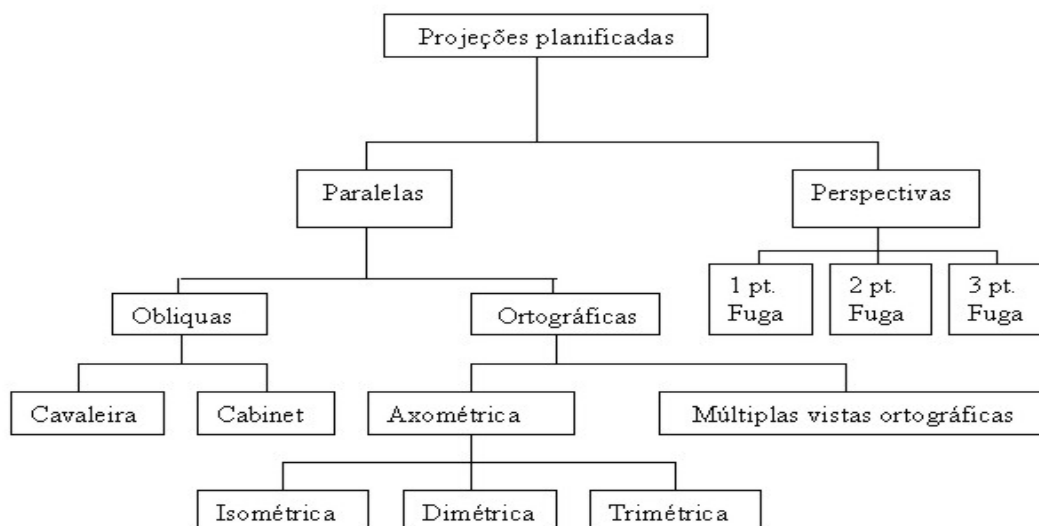 Projeções planificadas
Paralelas
Perspectivas
1 pt.
Fuga
2 pt.
Fuga
3 pt.
Fuga
Obliquas
Ortográficas
Cavaleira
Cabinet
Axométrica
Múltiplas vistas ortográficas
Isométrica
Dimétrica
Trimétrica